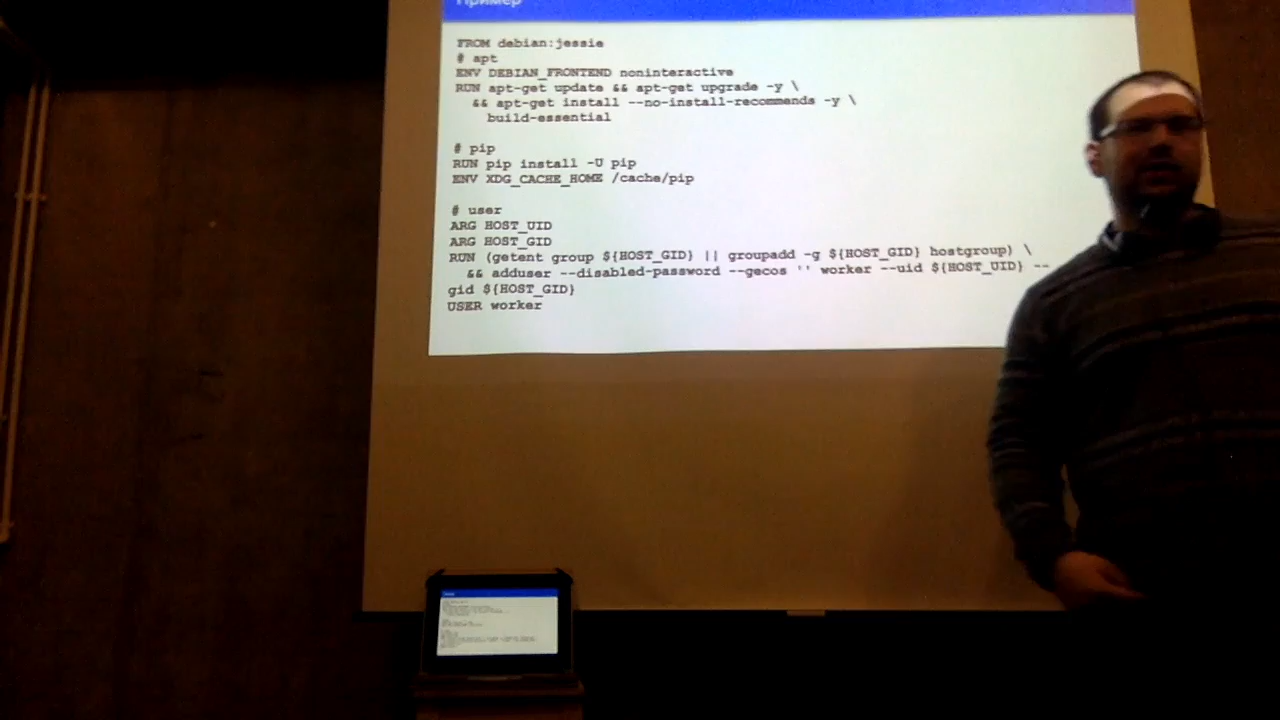 Пример
FROM debian:jessie
# apt
ENV DEBIAN_FRONTEND noninteractive
RUN apt-get update && apt-get upgrade -y \
&& apt-get install --no-install-recommends -y \
build-essential
# pip
RUN pip install -U pip
ENV XDG_CACHE_HOME /cache/pip
# user
ARG HOST_UID
ARG HOST_GID
RUN (getent group ${HOST_GID} || groupadd -g ${HOST_GID} hostgroup) \
&& adduser --disabled-password --gecos '' worker --uid ${HOST_UID} --
gid ${HOST_GID}
USER worker